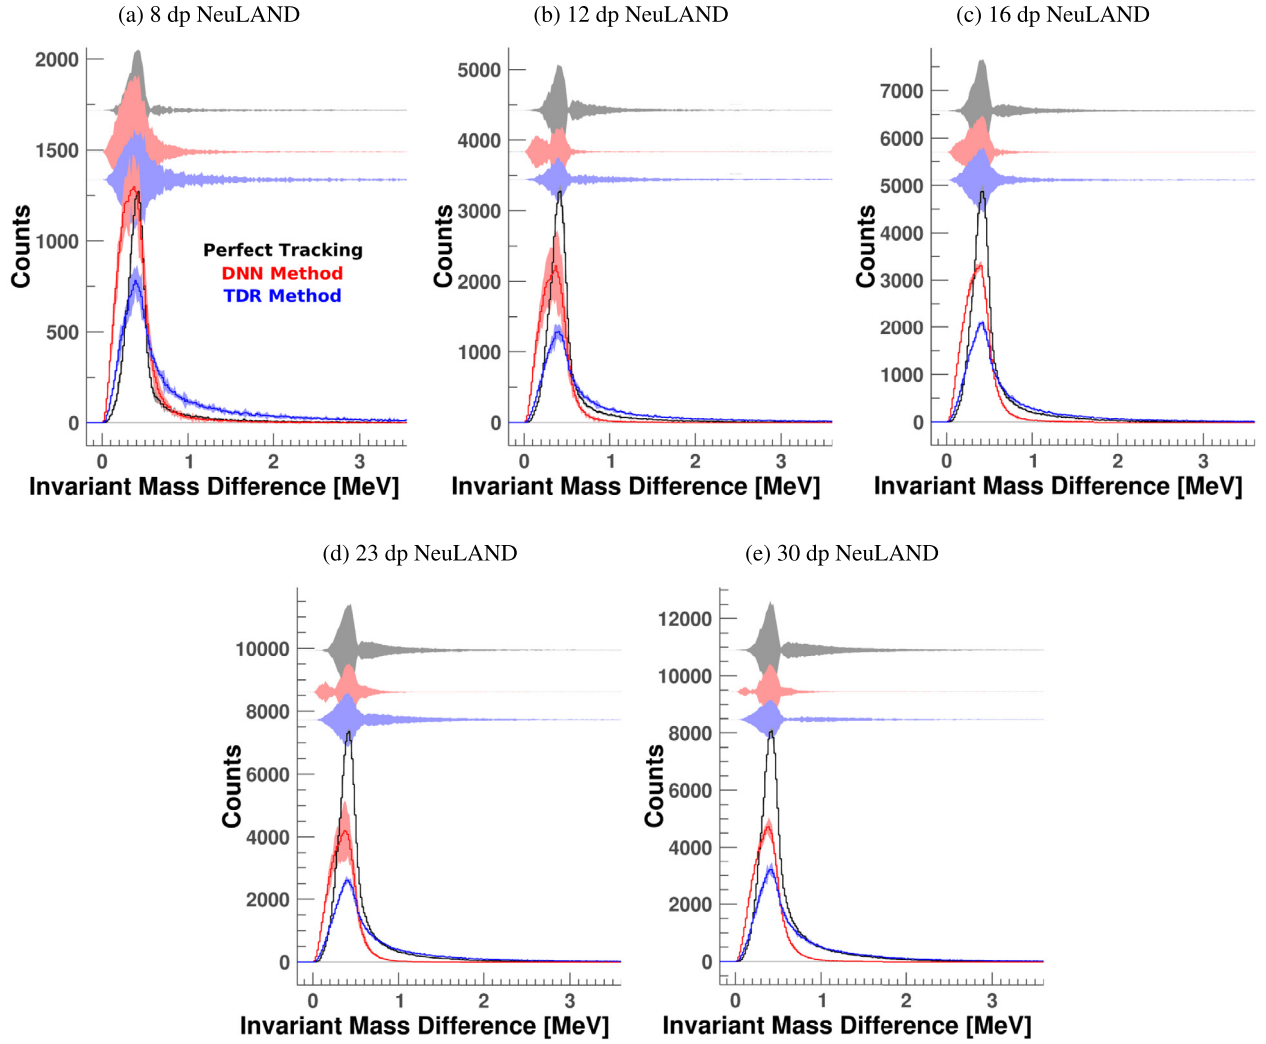 (a) 8 dp NeuLAND
2000
1500
1000
500
0
Counts
Perfect Tracking
DNN Method
TDR Method
0 1 2 3
Invariant Mass Difference [MeV]
(b) 12 dp NeuLAND
5000
4000
3000
2000
1000
0
Counts
0 1 2 3
Invariant Mass Difference [MeV]
(c) 16 dp NeuLAND
7000
6000
5000
4000
3000
2000
1000
0
Counts
0 1 2 3
Invariant Mass Difference [MeV]
(d) 23 dp NeuLAND
10000
8000
6000
4000
2000
0
Counts
0 1 2 3
Invariant Mass Difference [MeV]
(e) 30 dp NeuLAND
12000
10000
8000
6000
4000
2000
0
Counts
0 1 2 3
Invariant Mass Difference [MeV]